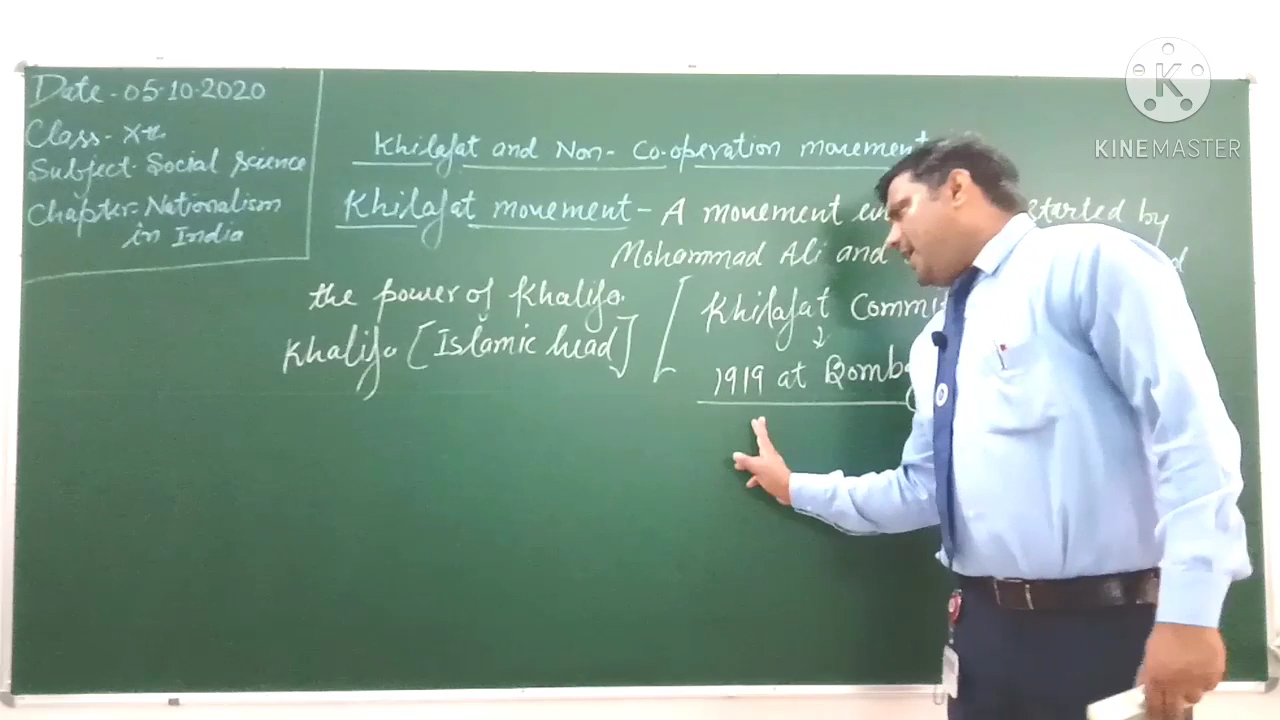 Date - 05-10-2020
Class - Xth
Subject - Social science
Chapter - Nationalism
in India
Khilafat and Non-Co-operation movement
Khilafat movement - A movement started by
Mohammad Ali and
the power of Khalifa.
Khalifa [Islamic head]
Khilafat
1919 at
K
KINEMASTER